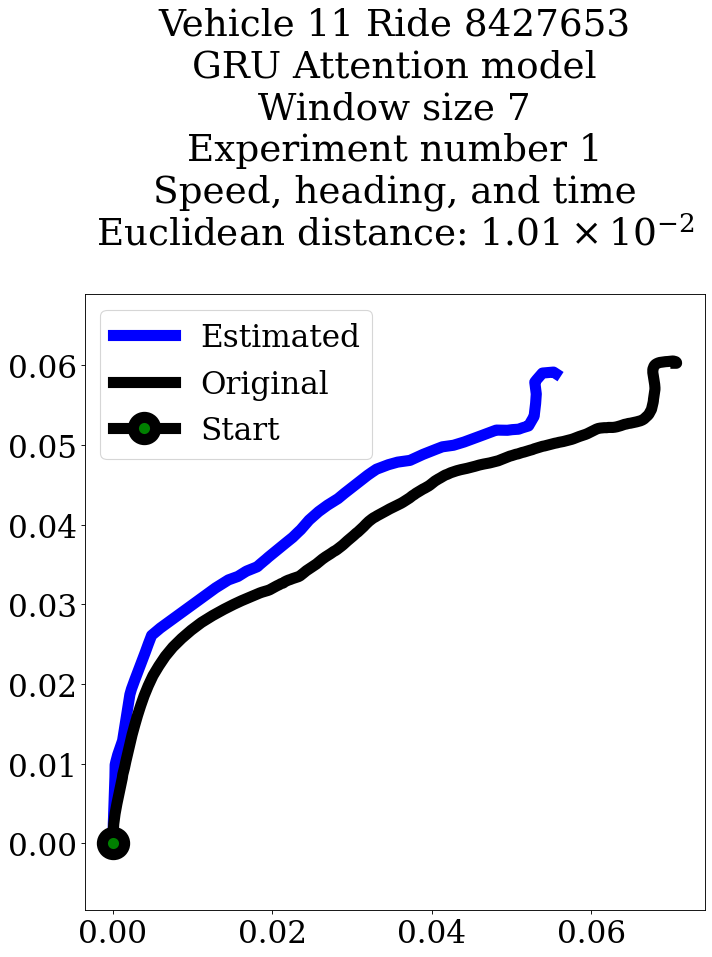 Vehicle 11 Ride 8427653
GRU Attention model
Window size 7
Experiment number 1
Speed, heading, and time
Euclidean distance: 1.01 × 10⁻²
Estimated
Original
Start
0.06
0.05
0.04
0.03
0.02
0.01
0.00
0.00 0.02 0.04 0.06